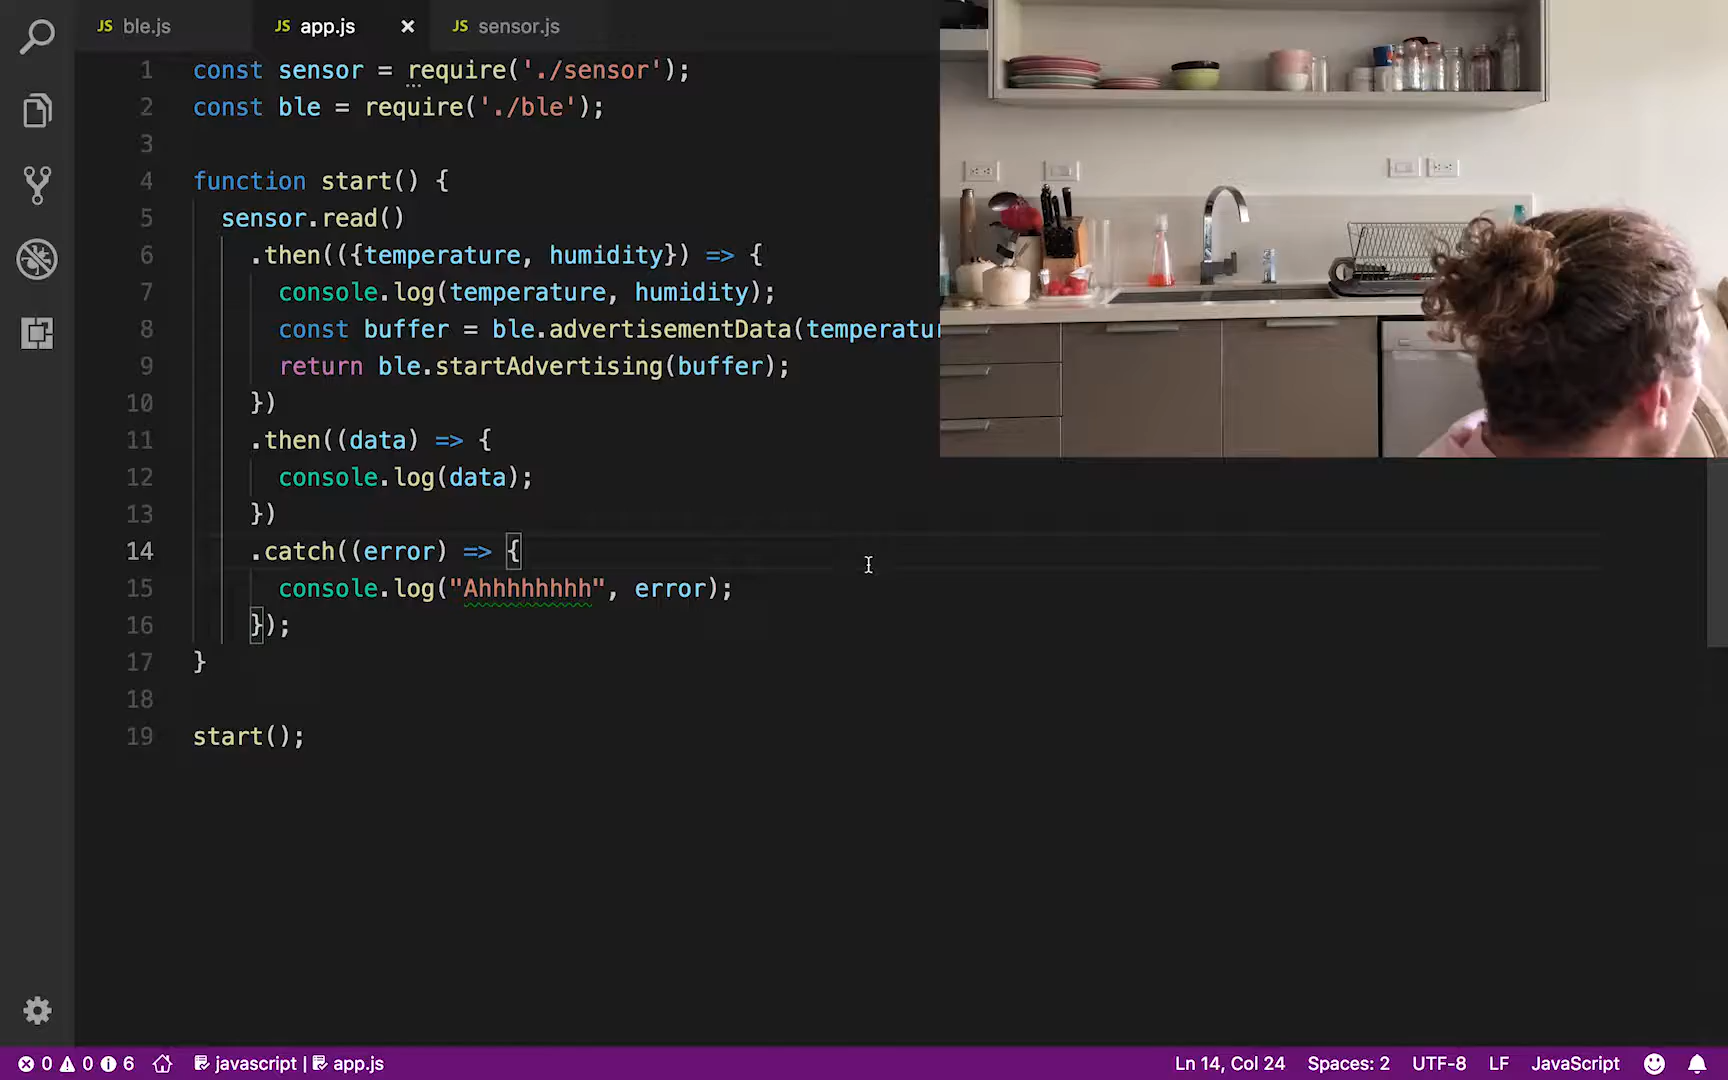 JS ble.js
JS app.js
JS sensor.js
1 const sensor = require('./sensor');
2 const ble = require('./ble');
3
4 function start() {
5 sensor.read()
6 .then(({temperature, humidity}) => {
7 console.log(temperature, humidity);
8 const buffer = ble.advertisementData(temperatu
9 return ble.startAdvertising(buffer);
10 })
11 .then((data) => {
12 console.log(data);
13 })
14 .catch((error) => {
15 console.log("Ahhhhhhhh", error);
16 });
17 }
18
19 start();
0 0 6 javascript | app.js
Ln 14, Col 24 Spaces: 2 UTF-8 LF JavaScript